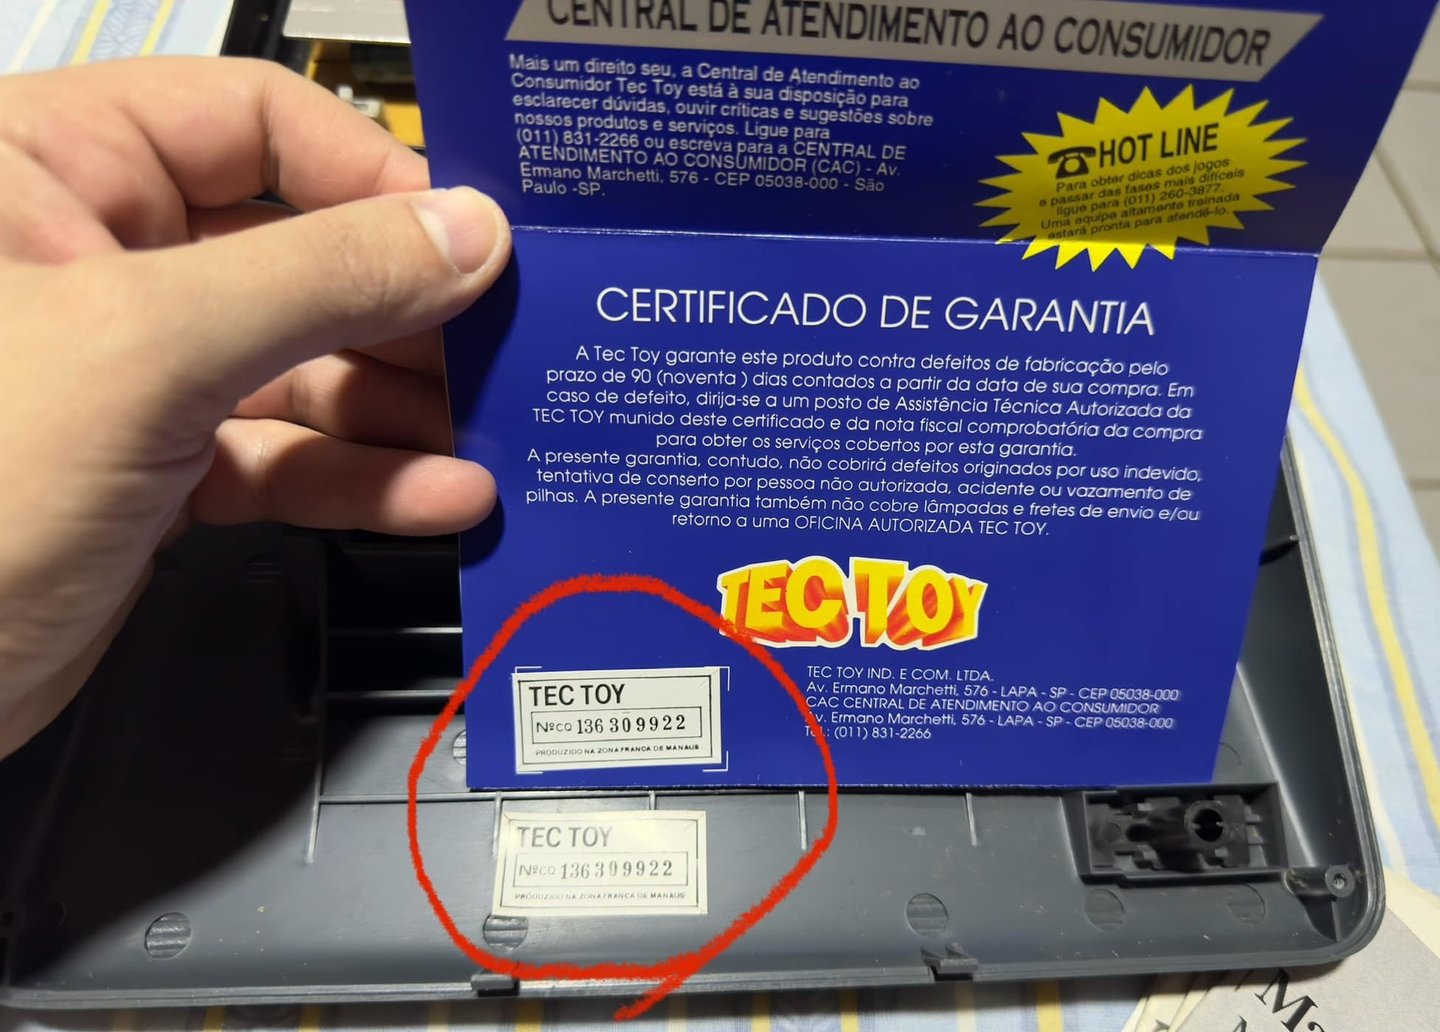 CENTRAL DE ATENDIMENTO AO CONSUMIDOR
Mais um direito seu, a Central de Atendimento ao
Consumidor Tec Toy está à sua disposição para
esclarecer dúvidas, ouvir críticas e sugestões sobre
nossos produtos e serviços. Ligue para
(011) 831-2266 ou escreva para a CENTRAL DE
ATENDIMENTO AO CONSUMIDOR (CAC) - Av.
Ermano Marchetti, 576 - CEP 05038-000 - São
Paulo -SP.
HOT LINE
Para obter dicas dos jogos
e passar das fases mais difíceis
ligue para (011) 260-3877.
Uma equipe altamente treinada
estará pronta para atendê-lo.
CERTIFICADO DE GARANTIA
A Tec Toy garante este produto contra defeitos de fabricação pelo
prazo de 90 (noventa ) dias contados a partir da data de sua compra. Em
caso de defeito, dirija-se a um posto de Assistência Técnica Autorizada da
TEC TOY munido deste certificado e da nota fiscal comprobatória da compra
para obter os serviços cobertos por esta garantia.
A presente garantia, contudo, não cobrirá defeitos originados por uso indevido,
tentativa de conserto por pessoa não autorizada, acidente ou vazamento de
pilhas. A presente garantia também não cobre lâmpadas e fretes de envio e/ou
retorno a uma OFICINA AUTORIZADA TEC TOY.
TEC TOY
TEC TOY IND. E COM. LTDA.
Av. Ermano Marchetti, 576 - LAPA - SP - CEP 05038-000
CAC CENTRAL DE ATENDIMENTO AO CONSUMIDOR
Av. Ermano Marchetti, 576 - LAPA - SP - CEP 05038-000
Tel.: (011) 831-2266
TEC TOY
Nº CQ 136309922
PRODUZIDO NA ZONA FRANCA DE MANAUS
TEC TOY
Nº CQ 136309922
PRODUZIDO NA ZONA FRANCA DE MANAUS